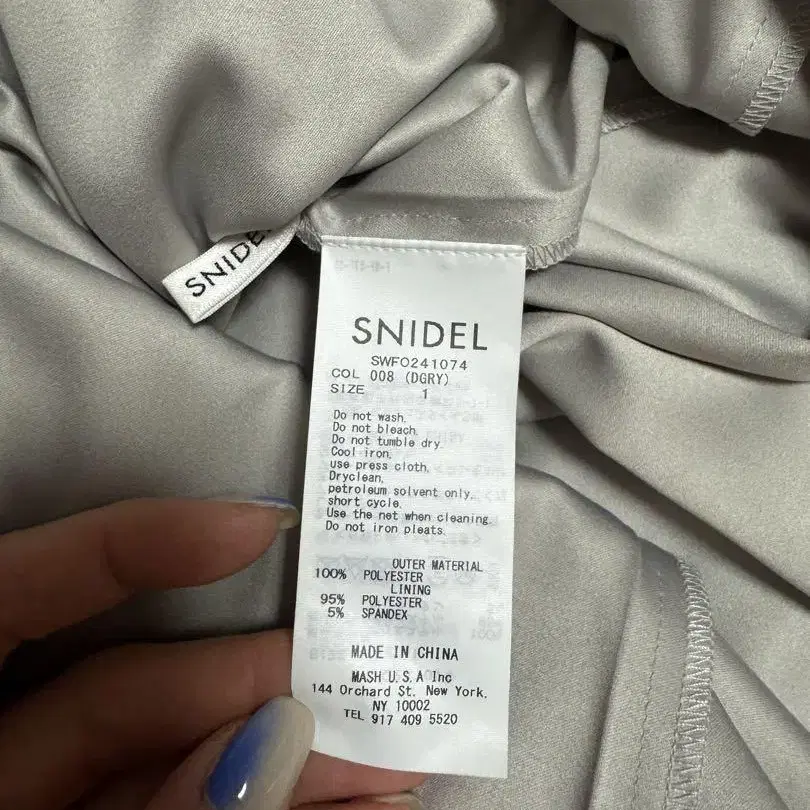 SNIDE
SNIDEL
SWFO241074
COL 008 (DGRY)
SIZE 1
Do not wash.
Do not bleach.
Do not tumble dry.
Cool iron.
use press cloth.
Dryclean,
petroleum solvent only,
short cycle.
Use the net when cleaning.
Do not iron pleats.
OUTER MATERIAL
100% POLYESTER
LINING
95% POLYESTER
5% SPANDEX
MADE IN CHINA
MASH U.S.A Inc
144 Orchard St. New York,
NY 10002
TEL 917 409 5520